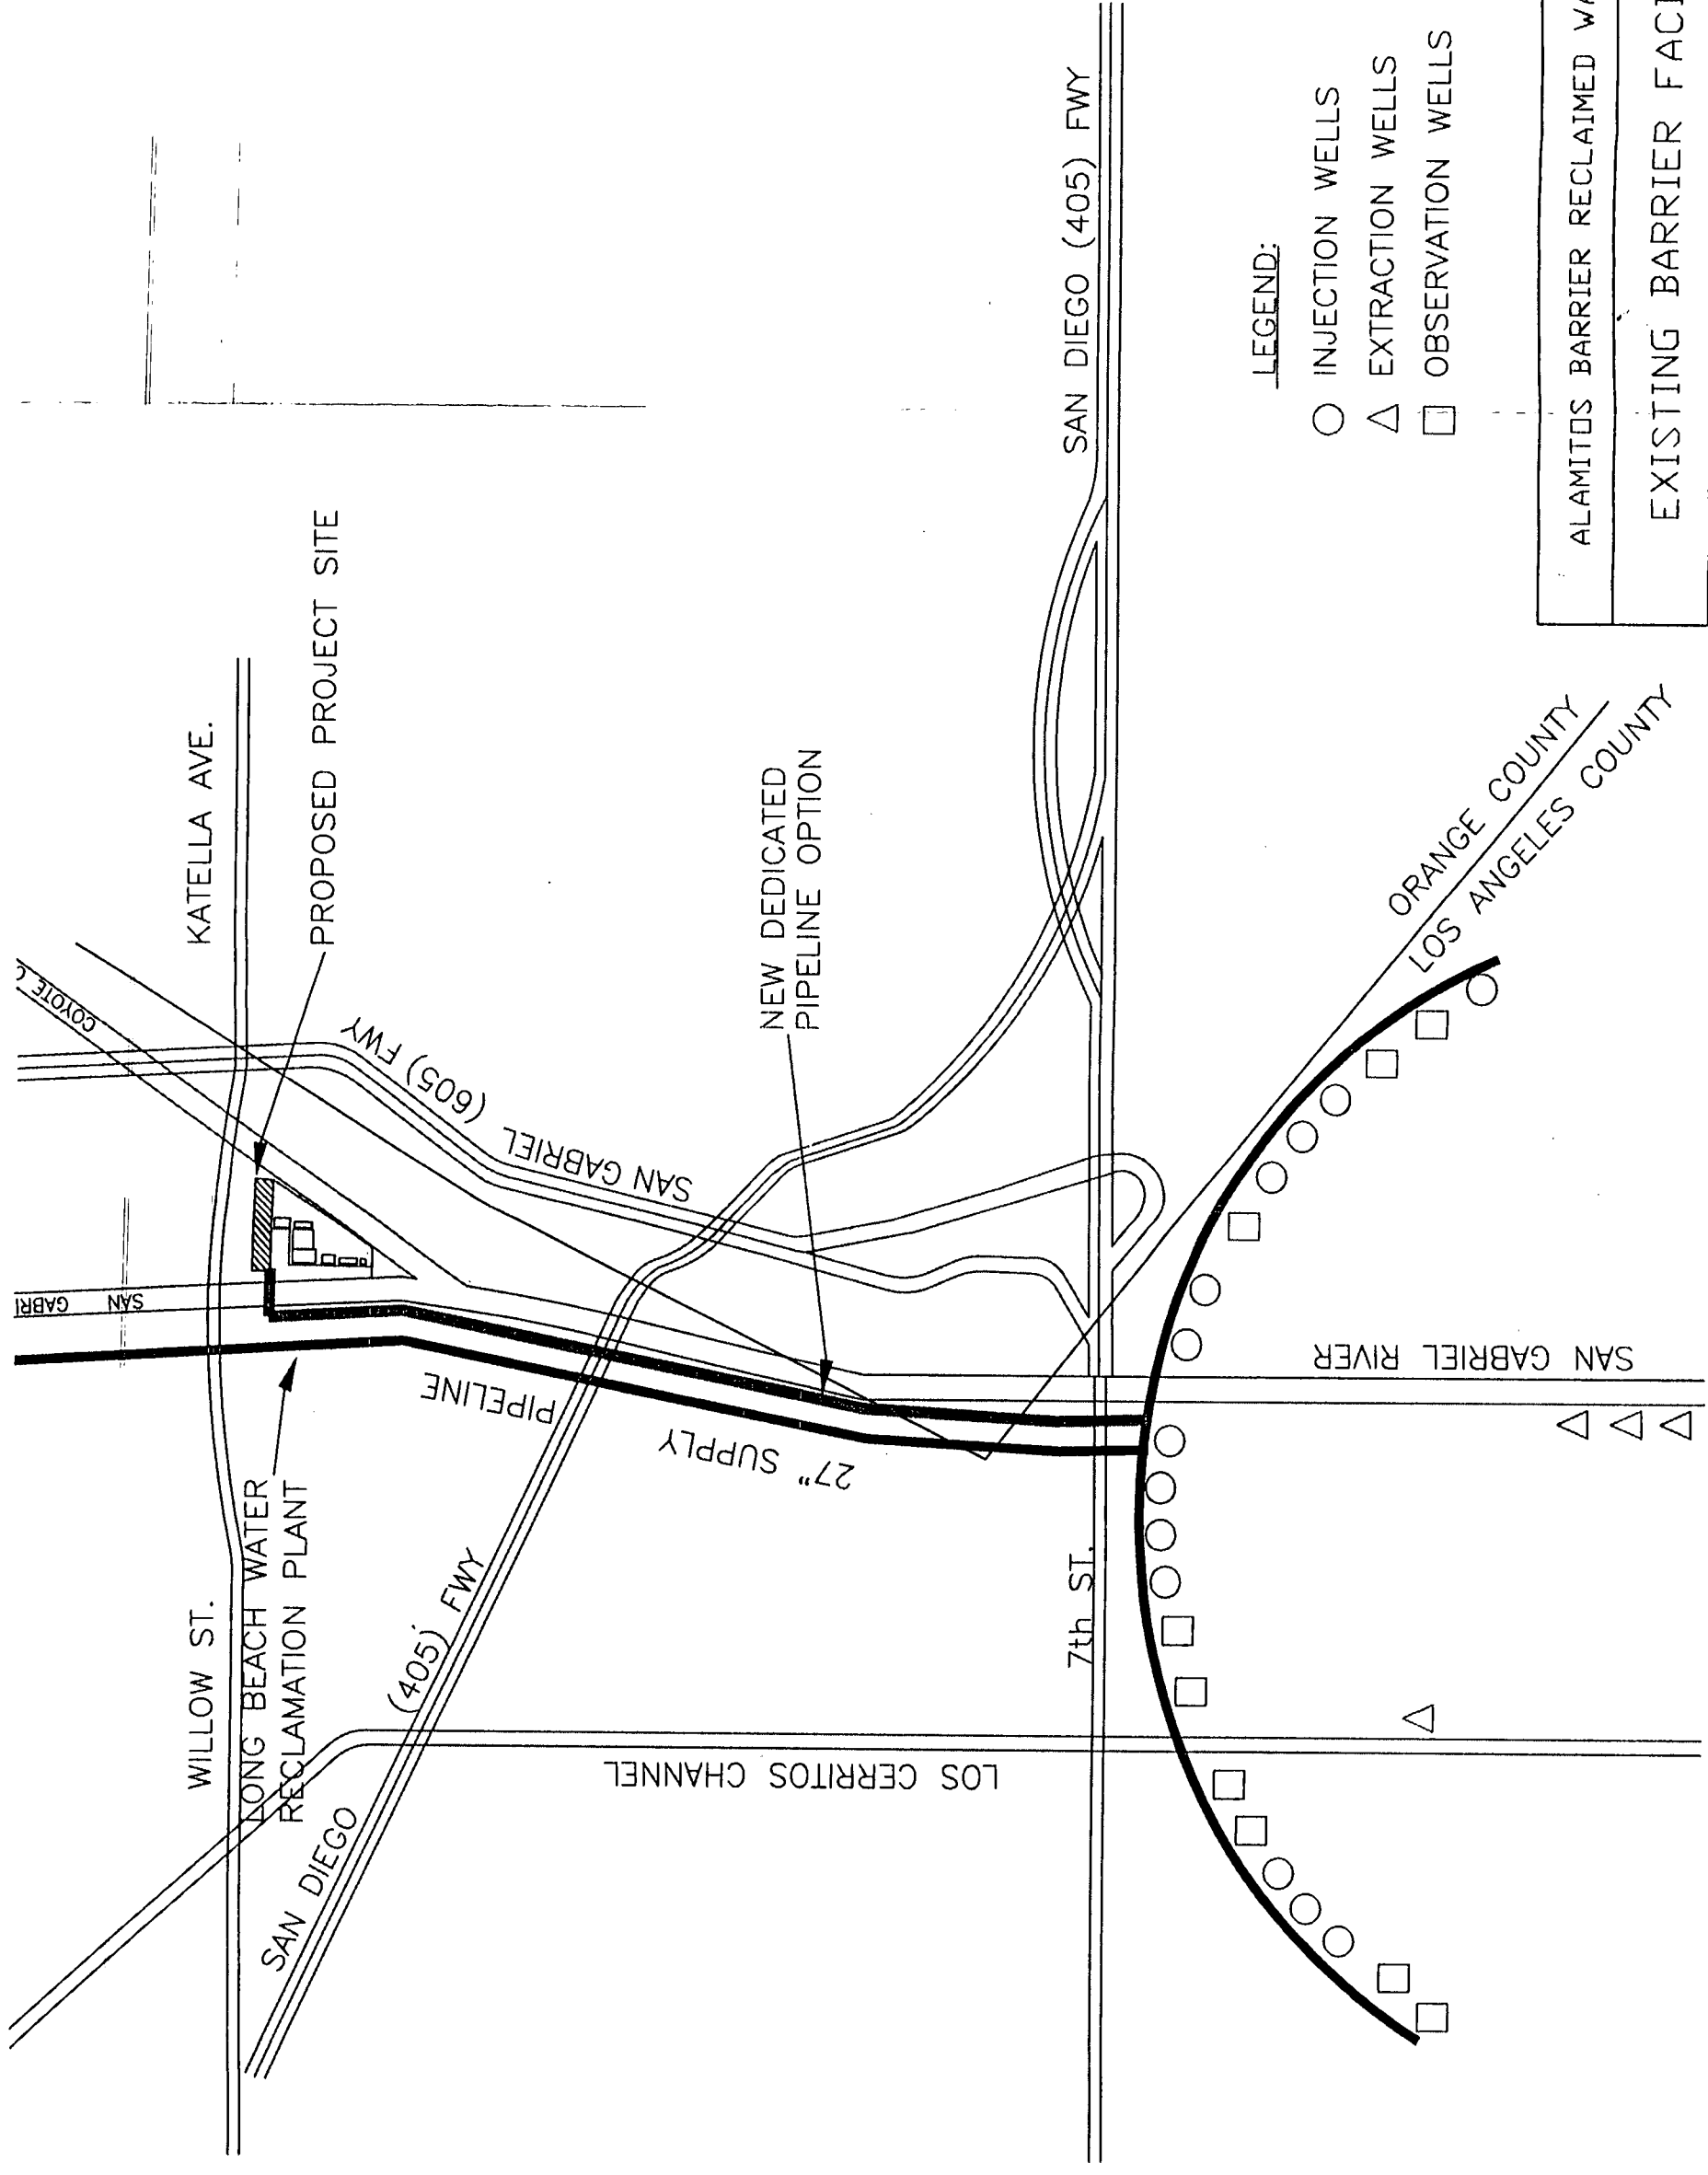 KATELLA AVE.
WILLOW ST.
COYOTE C
PROPOSED PROJECT SITE
SAN GABRI
LONG BEACH WATER
RECLAMATION PLANT
SAN GABRIEL (605) FWY
SAN DIEGO (405) FWY
27" SUPPLY PIPELINE
NEW DEDICATED
PIPELINE OPTION
LOS CERRITOS CHANNEL
7th ST.
SAN DIEGO (405) FWY
SAN GABRIEL RIVER
ORANGE COUNTY
LOS ANGELES COUNTY
LEGEND:
INJECTION WELLS
EXTRACTION WELLS
OBSERVATION WELLS
ALAMITOS BARRIER RECLAIMED WA
EXISTING BARRIER FACI